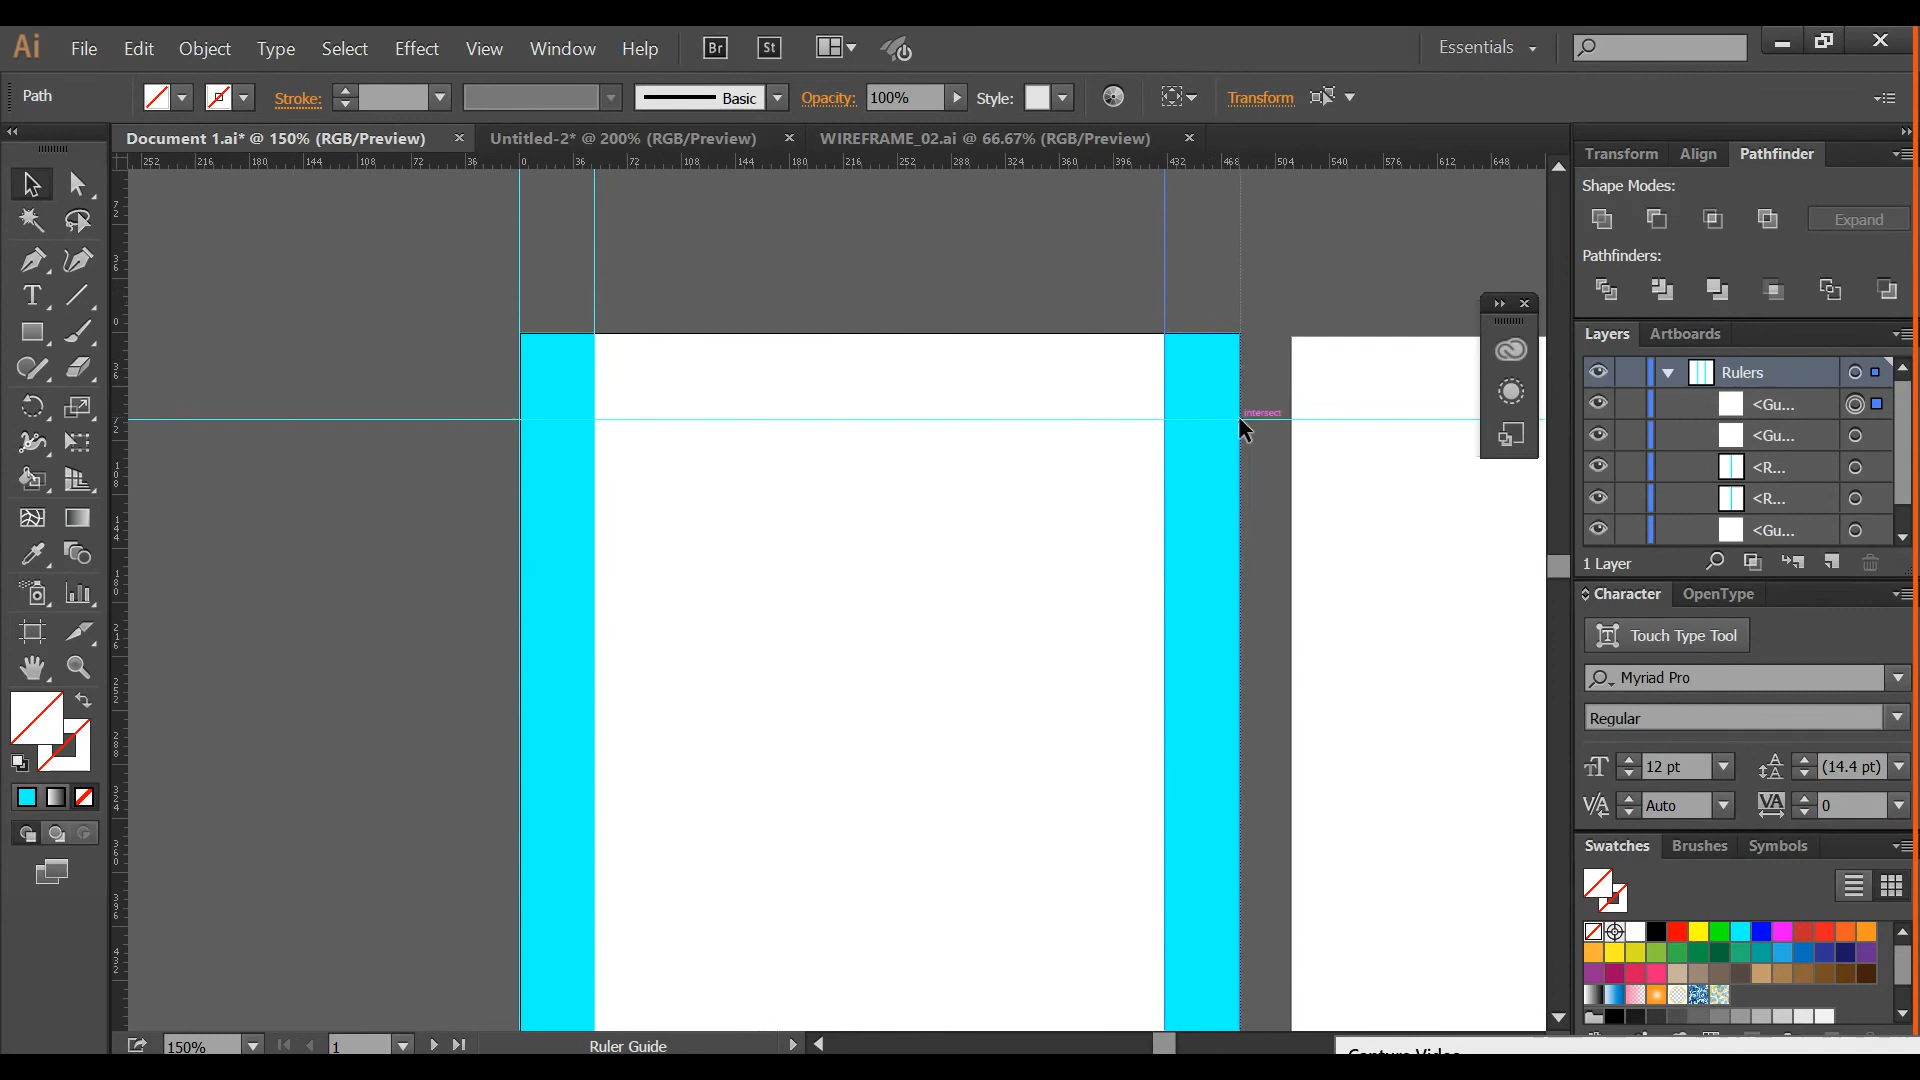 Ai File Edit Object Type Select Effect View Window Help Br St Essentials
Path Stroke: Basic Opacity: 100% Style: Transform
Document 1.ai* @ 150% (RGB/Preview) Untitled-2* @ 200% (RGB/Preview) WIREFRAME_02.ai @ 66.67% (RGB/Preview)
252 216 180 144 108 72 36 0 36 72 108 144 180 216 252 288 324 360 396 432 468 504 540 576 612 648
Transform Align Pathfinder
Shape Modes:
Expand
Pathfinders:
Layers Artboards
Rulers
<Gu...
<Gu...
<R...
<R...
<Gu...
1 Layer
intersect
Character OpenType
Touch Type Tool
Myriad Pro
Regular
12 pt (14.4 pt)
Auto 0
Swatches Brushes Symbols
150% 1 Ruler Guide